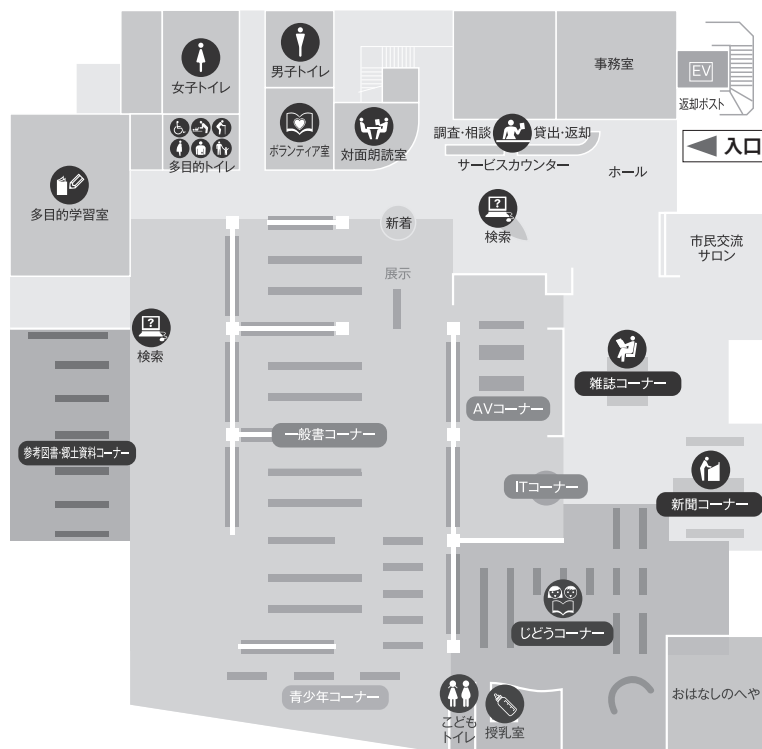 女子トイレ
男子トイレ
事務室
EV
返却ポスト
多目的トイレ
ボランティア室
対面朗読室
調査・相談
貸出・返却
サービスカウンター
入口
ホール
多目的学習室
新着
?
検索
市民交流
サロン
展示
?
検索
雑誌コーナー
AVコーナー
一般書コーナー
参考図書・郷土資料コーナー
ITコーナー
新聞コーナー
じどうコーナー
青少年コーナー
おはなしのへや
こども
トイレ
授乳室